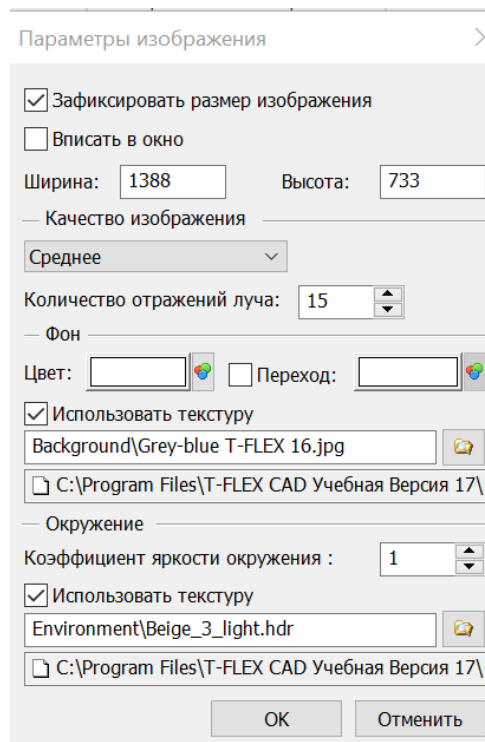 Параметры изображения
Зафиксировать размер изображения
Вписать в окно
Ширина: 1388 Высота: 733
Качество изображения
Среднее
Количество отражений луча: 15
Фон
Цвет: Переход:
Использовать текстуру
Background\Grey-blue T-FLEX 16.jpg
C:\Program Files\T-FLEX CAD Учебная Версия 17\
Окружение
Коэффициент яркости окружения : 1
Использовать текстуру
Environment\Beige_3_light.hdr
C:\Program Files\T-FLEX CAD Учебная Версия 17\
OK Отменить